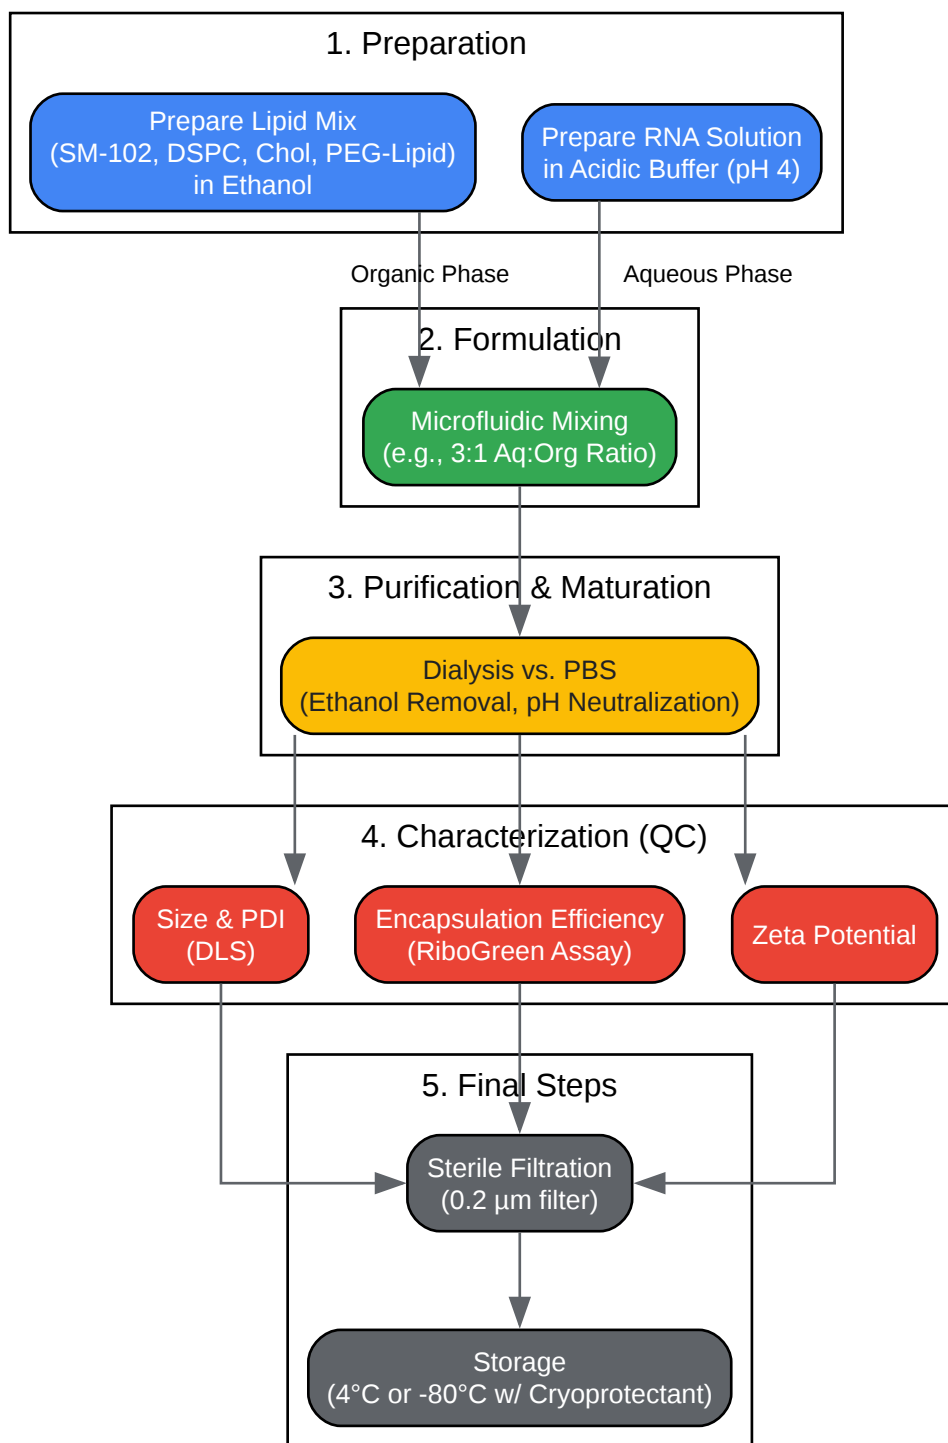 1. Preparation
Prepare Lipid Mix
(SM-102, DSPC, Chol, PEG-Lipid)
in Ethanol
Prepare RNA Solution
in Acidic Buffer (pH 4)
Organic Phase
Aqueous Phase
2. Formulation
Microfluidic Mixing
(e.g., 3:1 Aq:Org Ratio)
3. Purification & Maturation
Dialysis vs. PBS
(Ethanol Removal, pH Neutralization)
4. Characterization (QC)
Size & PDI
(DLS)
Encapsulation Efficiency
(RiboGreen Assay)
Zeta Potential
5. Final Steps
Sterile Filtration
(0.2 µm filter)
Storage
(4°C or -80°C w/ Cryoprotectant)